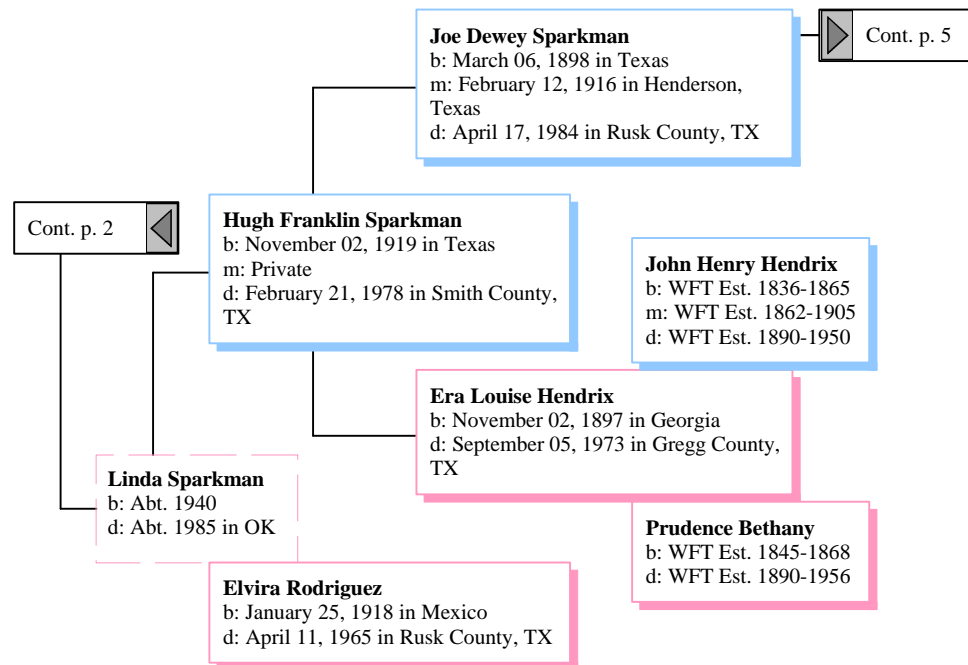 Joe Dewey Sparkman
b: March 06, 1898 in Texas
m: February 12, 1916 in Henderson,
Texas
d: April 17, 1984 in Rusk County, TX
Cont. p. 5
Cont. p. 2
Hugh Franklin Sparkman
b: November 02, 1919 in Texas
m: Private
d: February 21, 1978 in Smith County,
TX
John Henry Hendrix
b: WFT Est. 1836-1865
m: WFT Est. 1862-1905
d: WFT Est. 1890-1950
Era Louise Hendrix
b: November 02, 1897 in Georgia
d: September 05, 1973 in Gregg County,
TX
Linda Sparkman
b: Abt. 1940
d: Abt. 1985 in OK
Prudence Bethany
b: WFT Est. 1845-1868
d: WFT Est. 1890-1956
Elvira Rodriguez
b: January 25, 1918 in Mexico
d: April 11, 1965 in Rusk County, TX